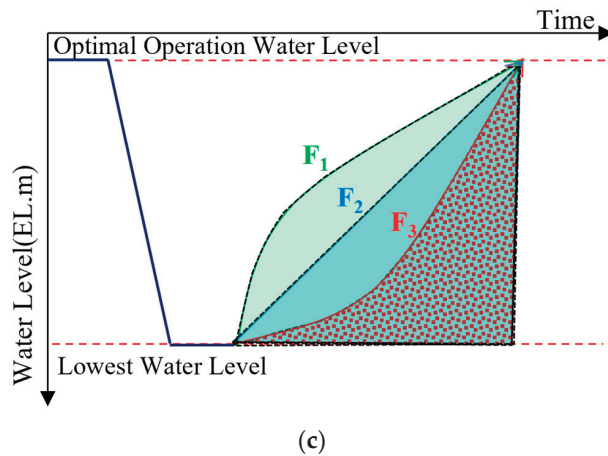 Time
Optimal Operation Water Level
F1
F2
F3
Water Level(EL.m)
Lowest Water Level
(c)